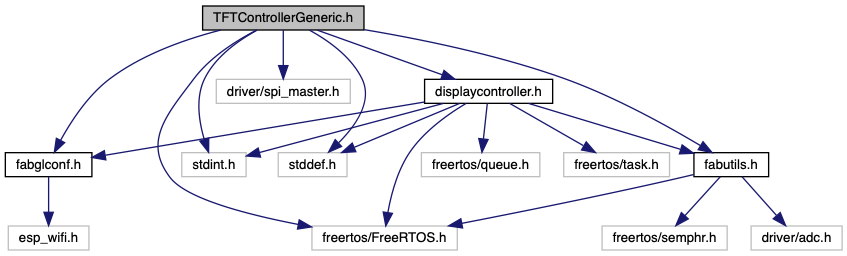 TFTControllerGeneric.h
driver/spi_master.h
displaycontroller.h
fabglconf.h
stdint.h
stddef.h
freertos/queue.h
freertos/task.h
fabutils.h
esp_wifi.h
freertos/FreeRTOS.h
freertos/semphr.h
driver/adc.h